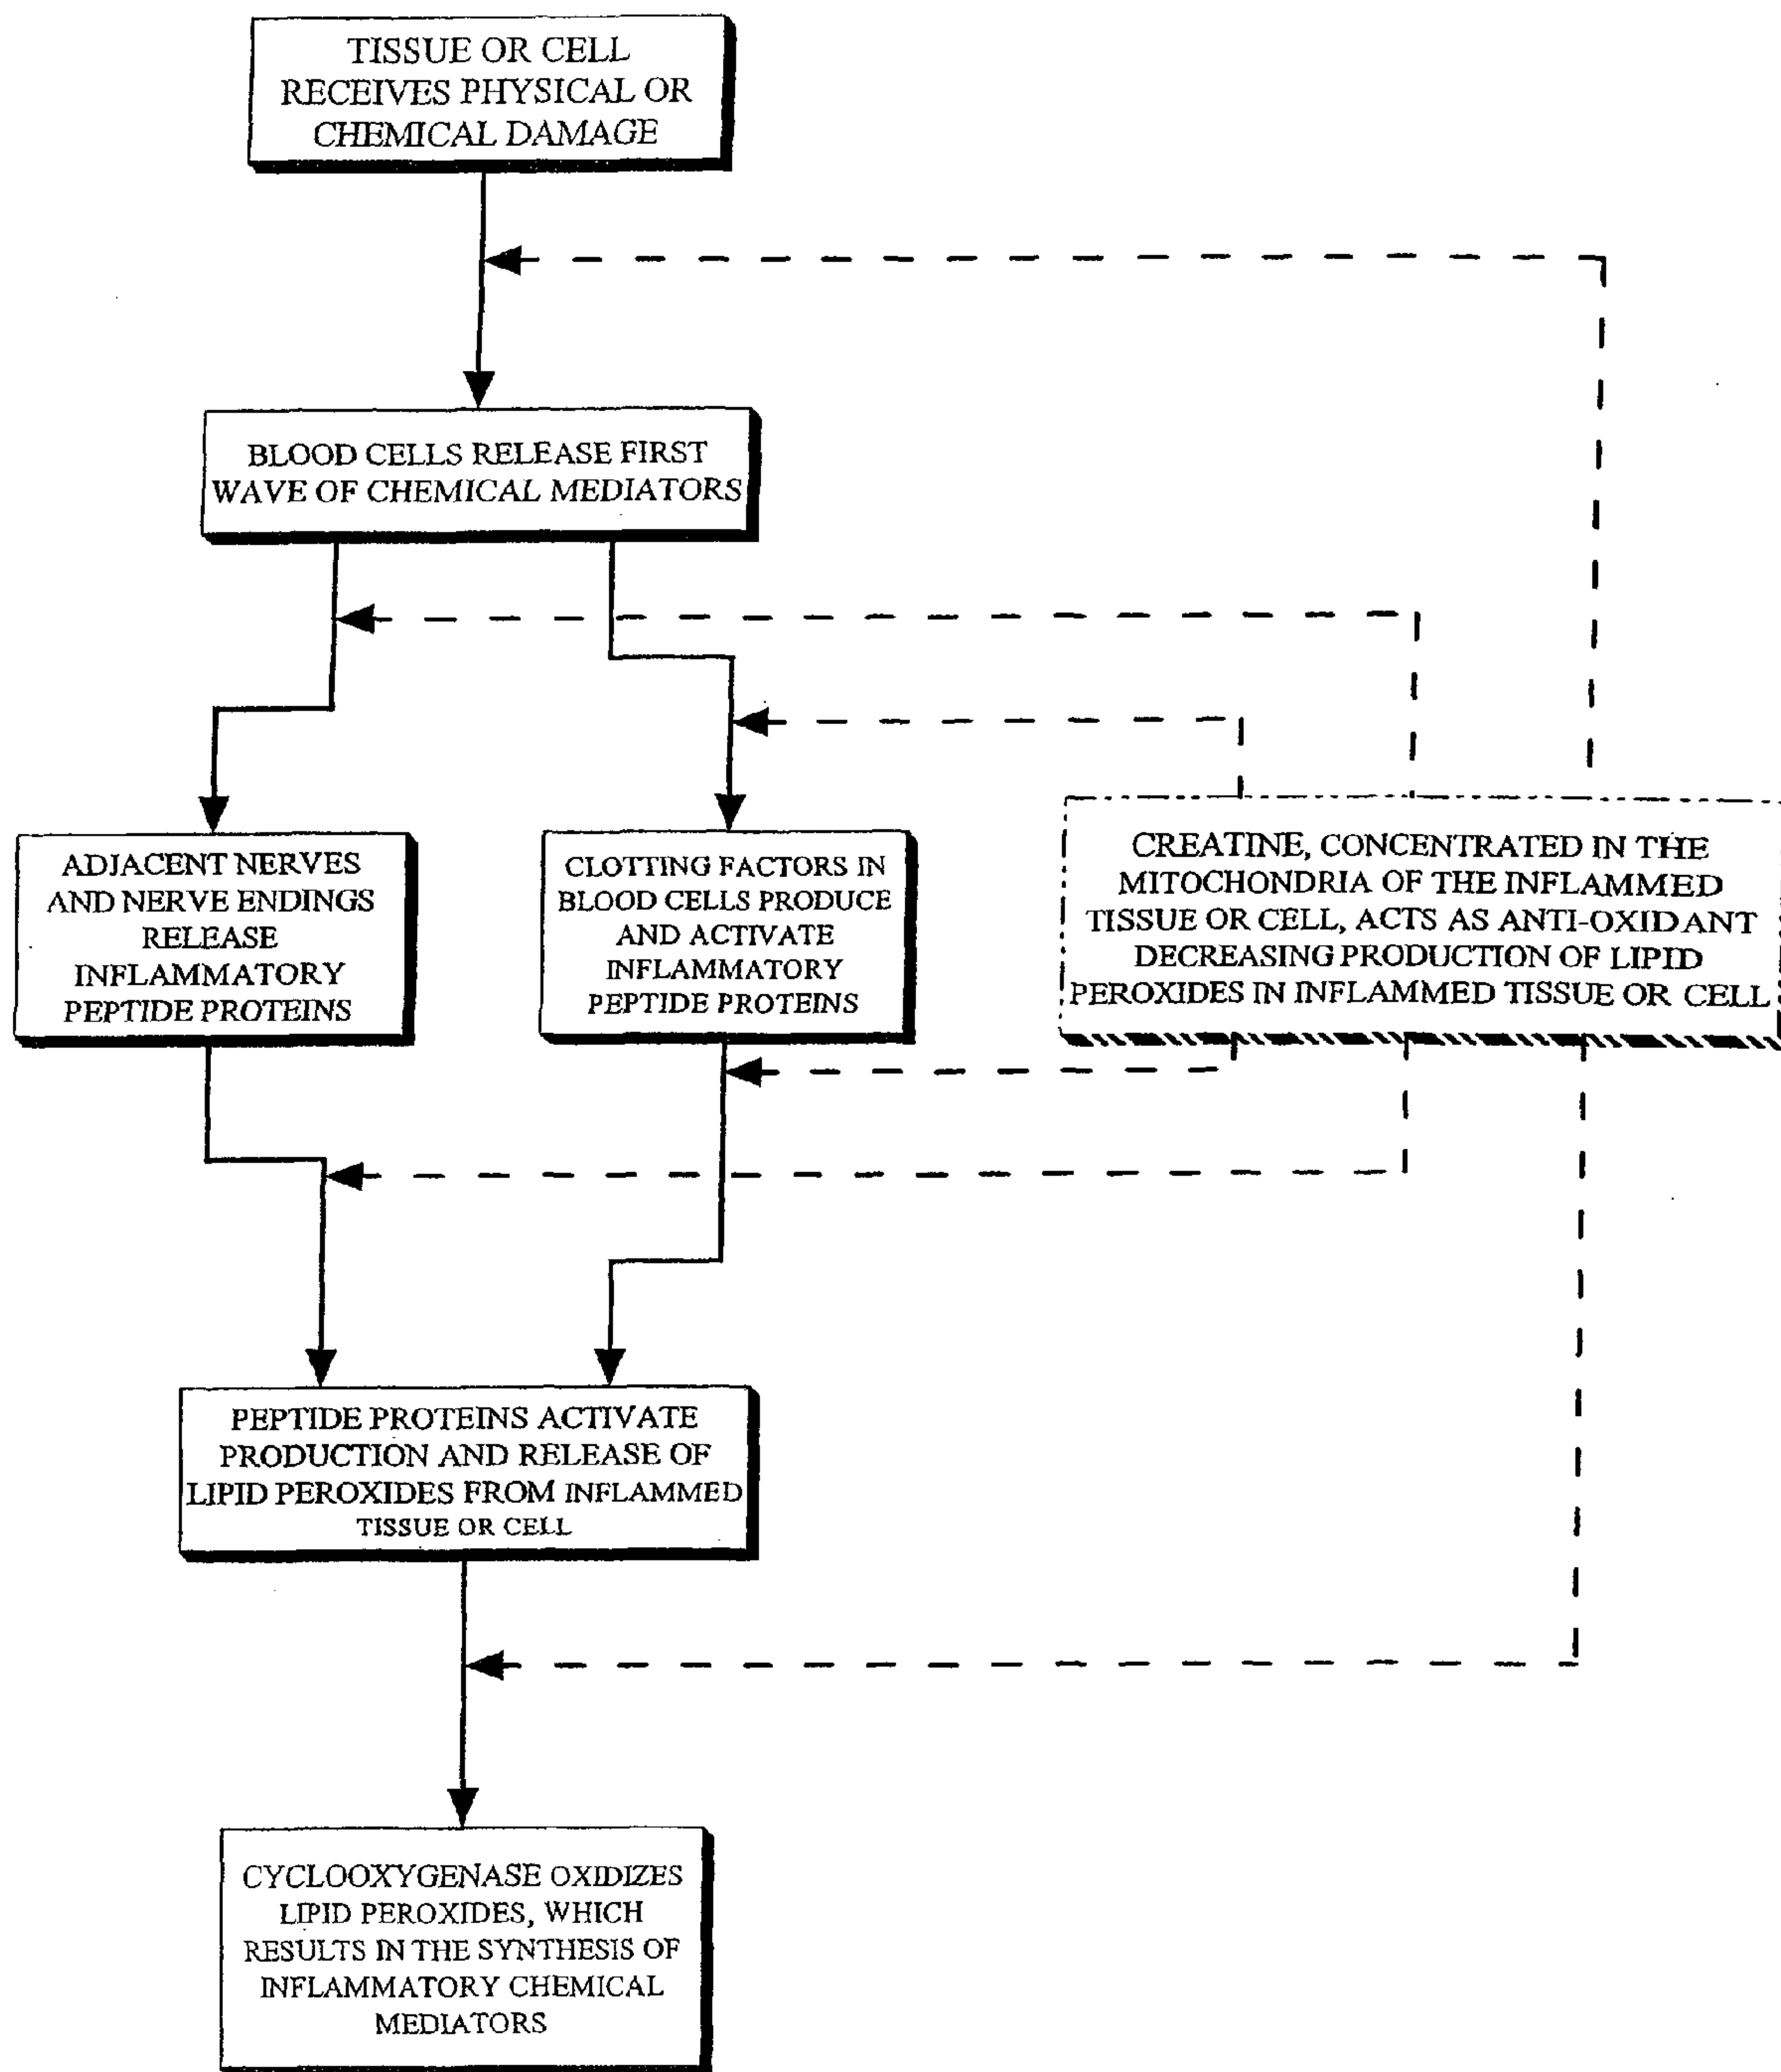 TISSUE OR CELL
RECEIVES PHYSICAL OR
CHEMICAL DAMAGE
BLOOD CELLS RELEASE FIRST
WAVE OF CHEMICAL MEDIATORS
ADJACENT NERVES
AND NERVE ENDINGS
RELEASE
INFLAMMATORY
PEPTIDE PROTEINS
CLOTTING FACTORS IN
BLOOD CELLS PRODUCE
AND ACTIVATE
INFLAMMATORY
PEPTIDE PROTEINS
CREATINE, CONCENTRATED IN THE
MITOCHONDRIA OF THE INFLAMMED
TISSUE OR CELL, ACTS AS ANTI-OXIDANT
DECREASING PRODUCTION OF LIPID
PEROXIDES IN INFLAMMED TISSUE OR CELL
PEPTIDE PROTEINS ACTIVATE
PRODUCTION AND RELEASE OF
LIPID PEROXIDES FROM INFLAMMED
TISSUE OR CELL
CYCLOOXYGENASE OXIDIZES
LIPID PEROXIDES, WHICH
RESULTS IN THE SYNTHESIS OF
INFLAMMATORY CHEMICAL
MEDIATORS